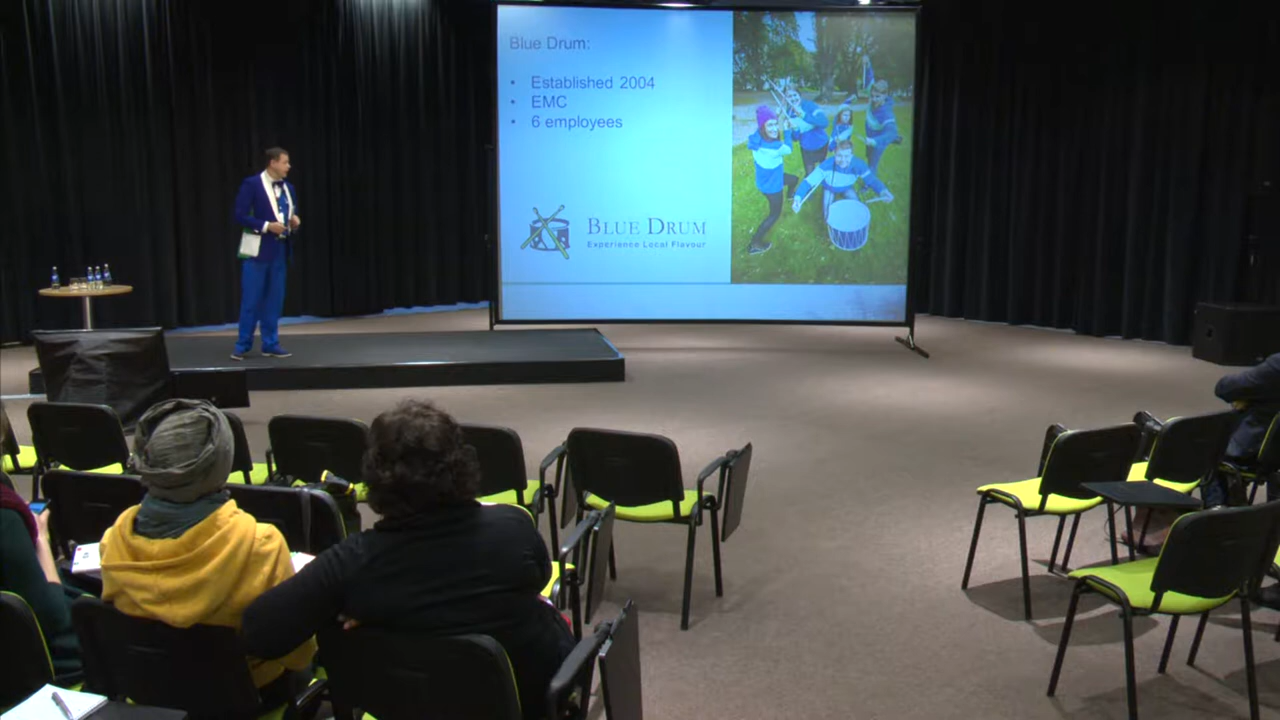 Blue Drum:
• Established 2004
• EMC
• 6 employees
BLUE DRUM
Experience Local Flavour